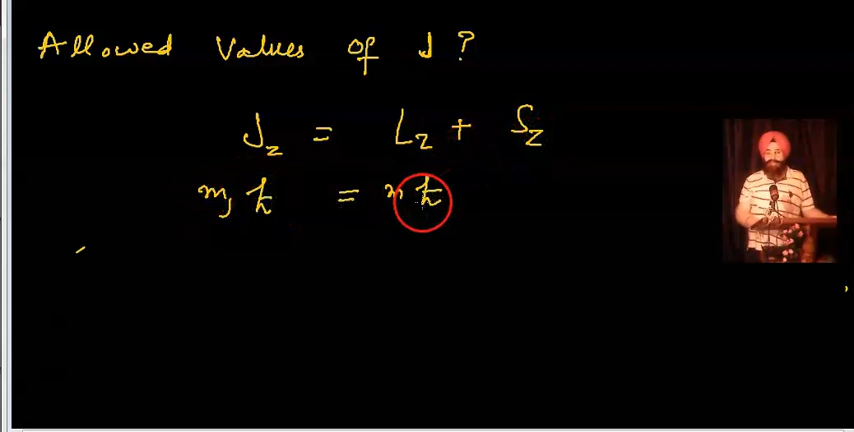 Allowed Values of J?
J_z = L_z + S_z
m_j ħ = m ħ